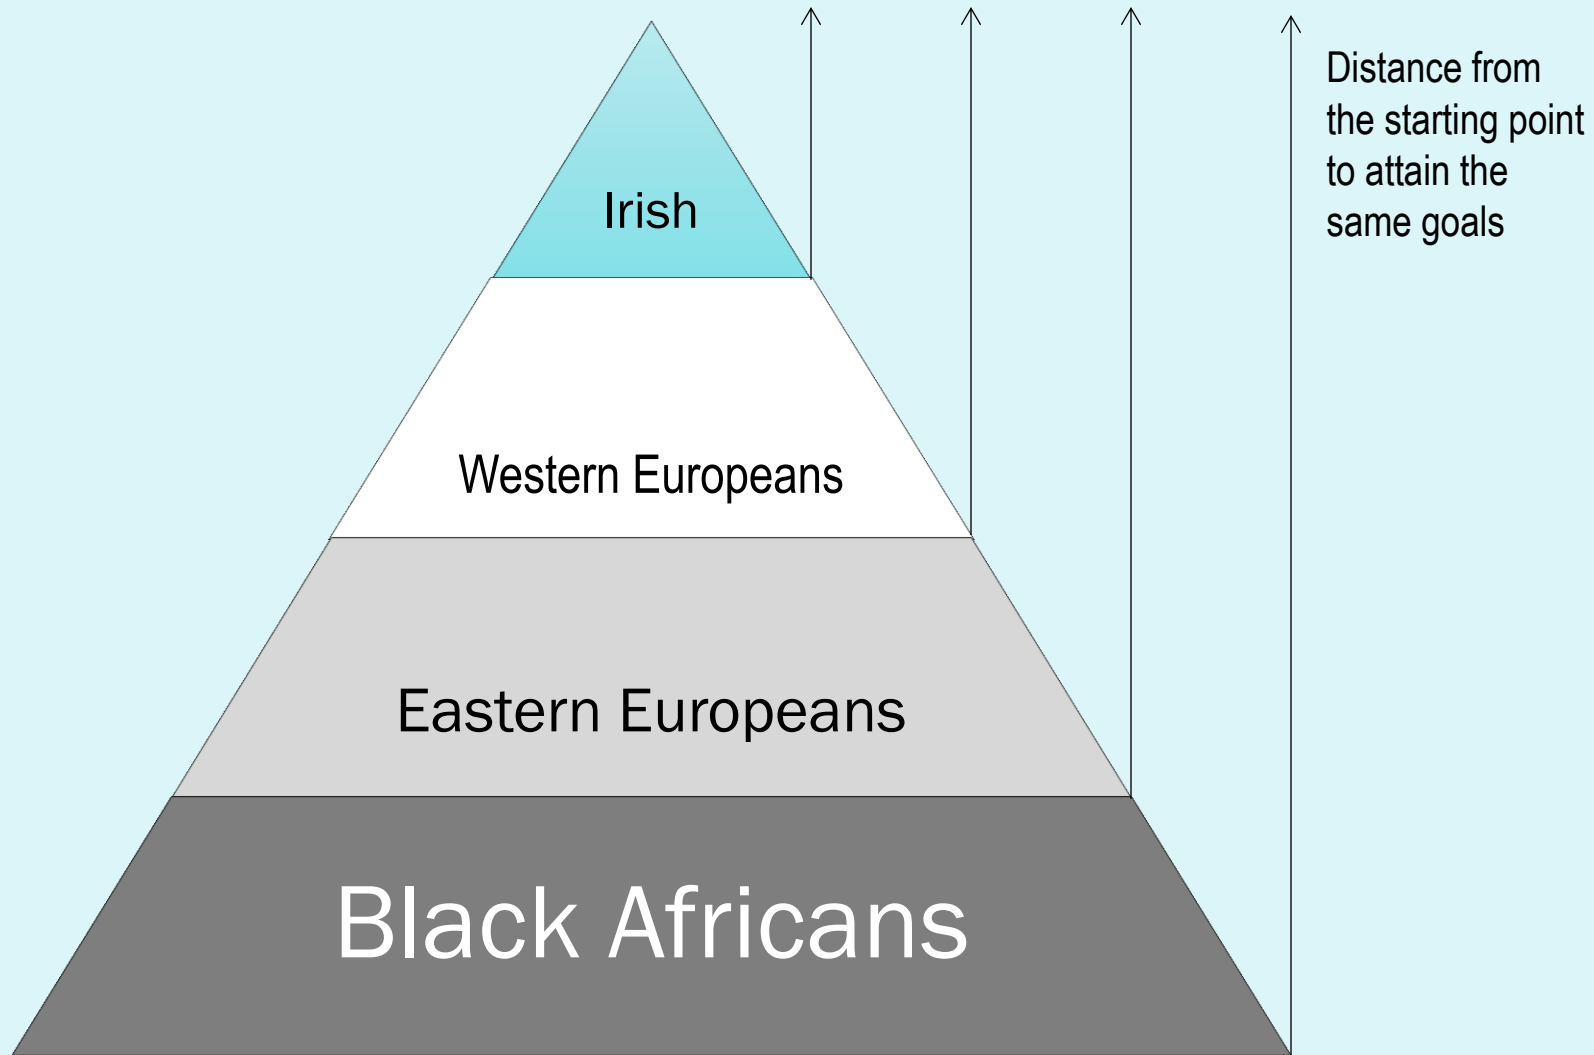 Irish
Western Europeans
Eastern Europeans
Black Africans
Distance from
the starting point
to attain the
same goals